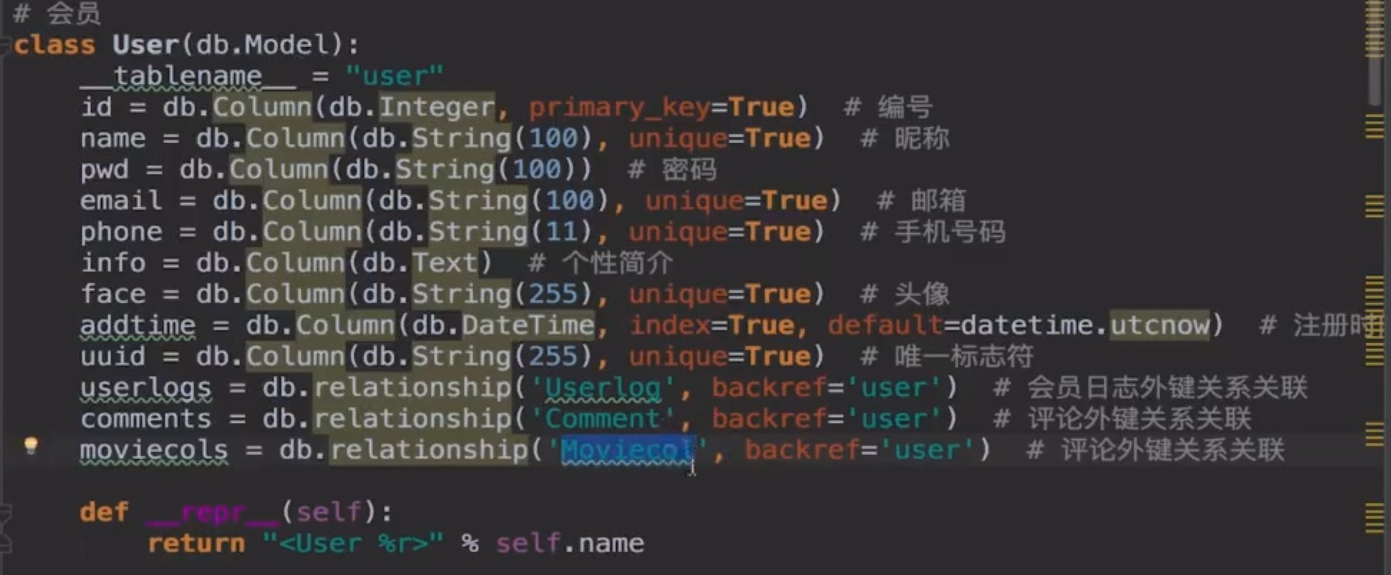 # 会员
class User(db.Model):
__tablename__ = "user"
id = db.Column(db.Integer, primary_key=True) # 编号
name = db.Column(db.String(100), unique=True) # 昵称
pwd = db.Column(db.String(100)) # 密码
email = db.Column(db.String(100), unique=True) # 邮箱
phone = db.Column(db.String(11), unique=True) # 手机号码
info = db.Column(db.Text) # 个性简介
face = db.Column(db.String(255), unique=True) # 头像
addtime = db.Column(db.DateTime, index=True, default=datetime.utcnow) # 注册时
uuid = db.Column(db.String(255), unique=True) # 唯一标志符
userlogs = db.relationship('Userlog', backref='user') # 会员日志外键关系关联
comments = db.relationship('Comment', backref='user') # 评论外键关系关联
moviecols = db.relationship('Moviecol', backref='user') # 评论外键关系关联
def __repr__(self):
return "<User %r>" % self.name